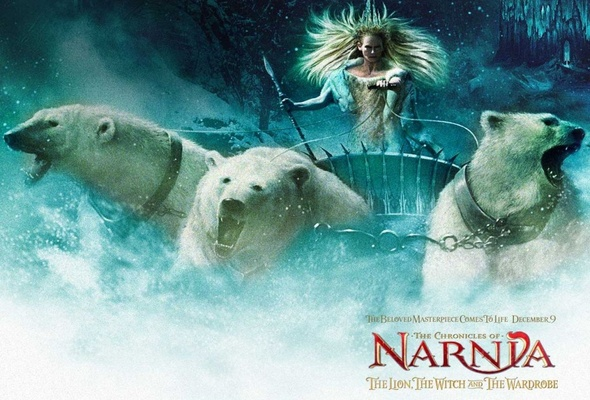 The Beloved Masterpiece Comes To Life December 9
The Chronicles of
NARNIA
The Lion, The Witch and The Wardrobe